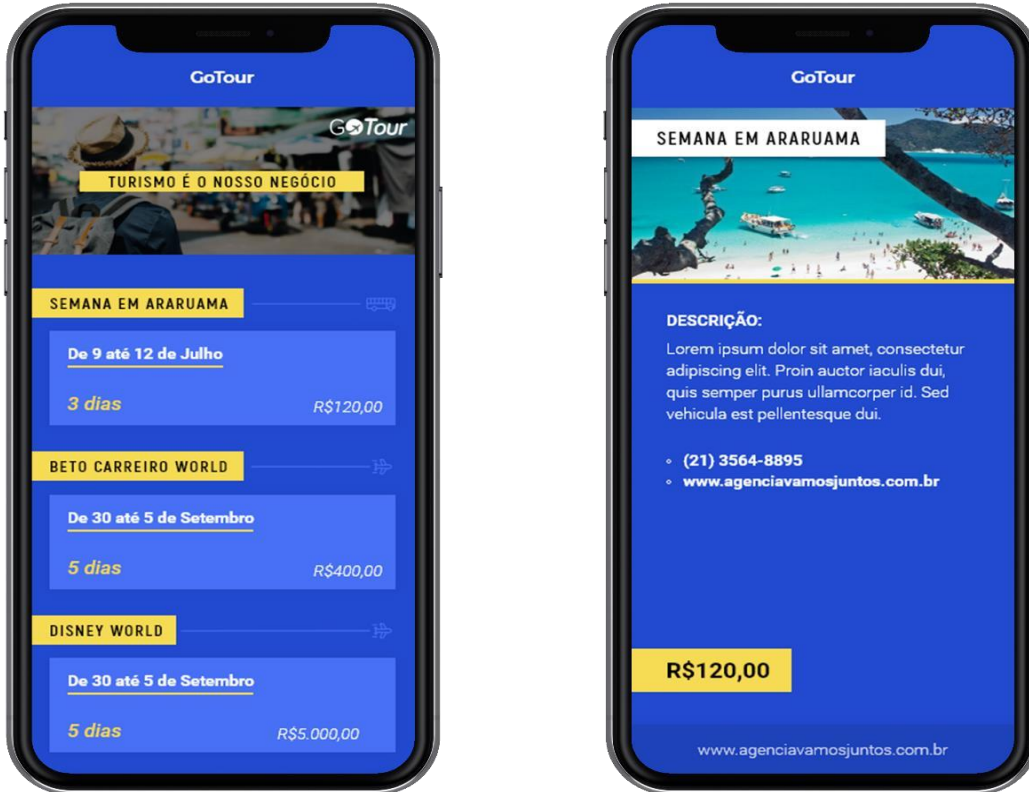 GoTour
GOTour
TURISMO É O NOSSO NEGÓCIO
SEMANA EM ARARUAMA
De 9 até 12 de Julho
3 dias
R$120,00
BETO CARREIRO WORLD
De 30 até 5 de Setembro
5 dias
R$400,00
DISNEY WORLD
De 30 até 5 de Setembro
5 dias
R$5.000,00
GoTour
SEMANA EM ARARUAMA
DESCRIÇÃO:
Lorem ipsum dolor sit amet, consectetur
adipiscing elit. Proin auctor iaculis dui,
quis semper purus ullamcorper id. Sed
vehicula est pellentesque dui.
(21) 3564-8895
www.agenciavamosjuntos.com.br
R$120,00
www.agenciavamosjuntos.com.br